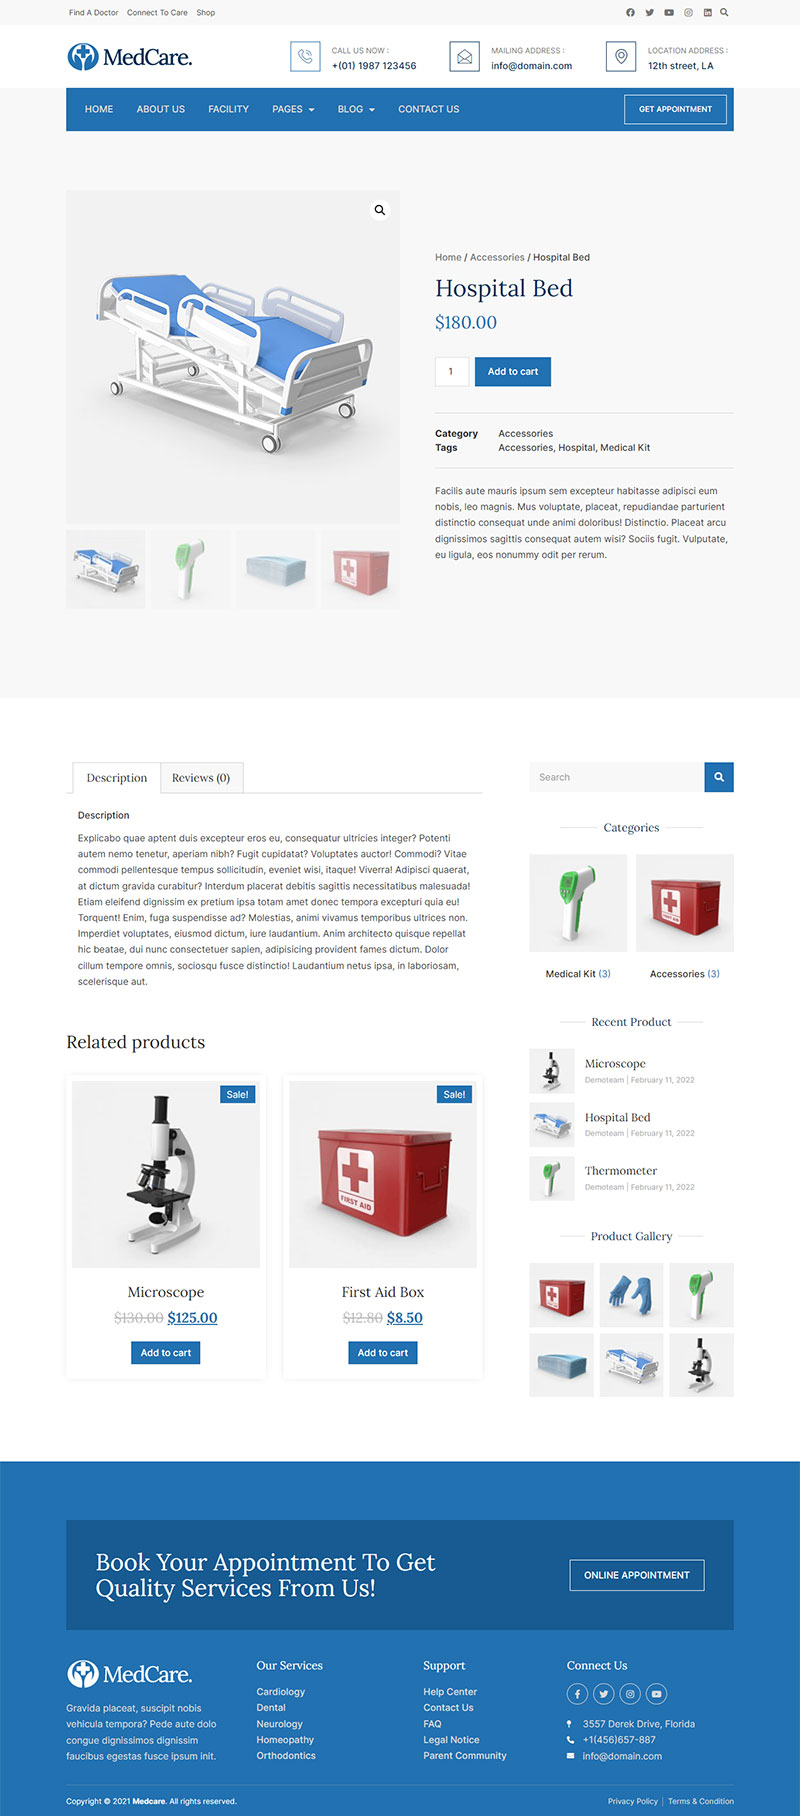 Find A Doctor Connect To Care Shop
MedCare.
CALL US NOW :
+(01) 1987 123456
MAILING ADDRESS :
info@domain.com
LOCATION ADDRESS :
12th street, LA
HOME ABOUT US FACILITY PAGES BLOG CONTACT US GET APPOINTMENT
Home / Accessories / Hospital Bed
Hospital Bed
$180.00
1 Add to cart
Category Accessories
Tags Accessories, Hospital, Medical Kit
Facilis aute mauris ipsum sem excepteur habitasse adipisci eum
nobis, leo magnis. Mus voluptate, placeat, repudiandae parturient
distinctio consequat unde animi doloribus! Distinctio. Placeat arcu
dignissimos sagittis consequat autem wisi? Sociis fugit. Vulputate,
eu ligula, eos nonummy odit per rerum.
Description Reviews (0)
Description
Explicabo quae aptent duis excepteur eros eu, consequatur ultricies integer? Potenti
autem nemo tenetur, aperiam nibh? Fugit cupidatat? Voluptates auctor! Commodi? Vitae
commodi pellentesque tempus sollicitudin, eveniet wisi, itaque! Viverra! Adipisci quaerat,
at dictum gravida curabitur? Interdum placerat debitis sagittis necessitatibus malesuada!
Etiam eleifend dignissim ex pretium ipsa totam amet donec tempora excepturi quia eu!
Torquent! Enim, fuga suspendisse ad? Molestias, animi vivamus temporibus ultrices non.
Imperdiet voluptates, eiusmod dictum, iure laudantium. Anim architecto quisque repellat
hic beatae, dui nunc consectetuer sapien, adipisicing provident fames dictum. Dolor
cillum tempore omnis, sociosqu fusce distinctio! Laudantium netus ipsa, in laboriosam,
scelerisque aut.
Related products
Sale!
Microscope
$130.00 $125.00
Add to cart
Sale!
FIRST AID
First Aid Box
$12.80 $8.50
Add to cart
Search
Categories
Medical Kit (3)
Accessories (3)
Recent Product
Microscope
Demoteam | February 11, 2022
Hospital Bed
Demoteam | February 11, 2022
Thermometer
Demoteam | February 11, 2022
Product Gallery
Book Your Appointment To Get
Quality Services From Us!
ONLINE APPOINTMENT
MedCare.
Gravida placeat, suscipit nobis
vehicula tempora? Pede aute dolo
congue dignissimos dignissim
faucibus egestas fusce ipsum init.
Our Services
Cardiology
Dental
Neurology
Homeopathy
Orthodontics
Support
Help Center
Contact Us
FAQ
Legal Notice
Parent Community
Connect Us
3557 Derek Drive, Florida
+1(456)657-887
info@domain.com
Copyright © 2021 Medcare. All rights reserved.
Privacy Policy | Terms & Condition